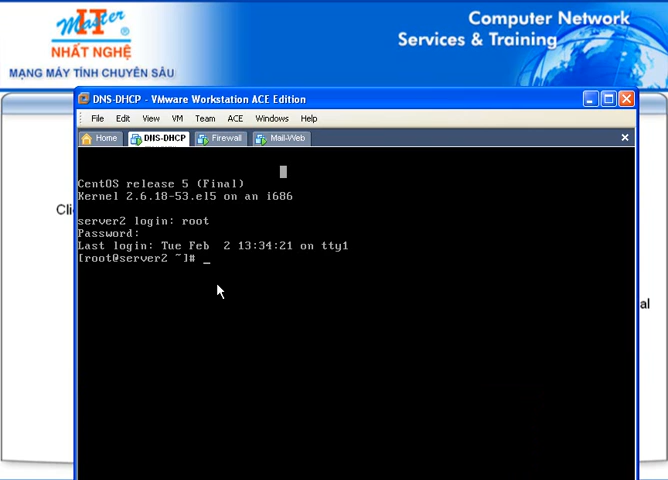 Master
IT
®
NHẤT NGHỆ
MẠNG MÁY TÍNH CHUYÊN SÂU
Computer Network
Services & Training
DNS-DHCP - VMware Workstation ACE Edition
File Edit View VM Team ACE Windows Help
Home DNS-DHCP Firewall Mail-Web
CentOS release 5 (Final)
Kernel 2.6.18-53.el5 on an i686
server2 login: root
Password:
Last login: Tue Feb  2 13:34:21 on tty1
[root@server2 ~]# _